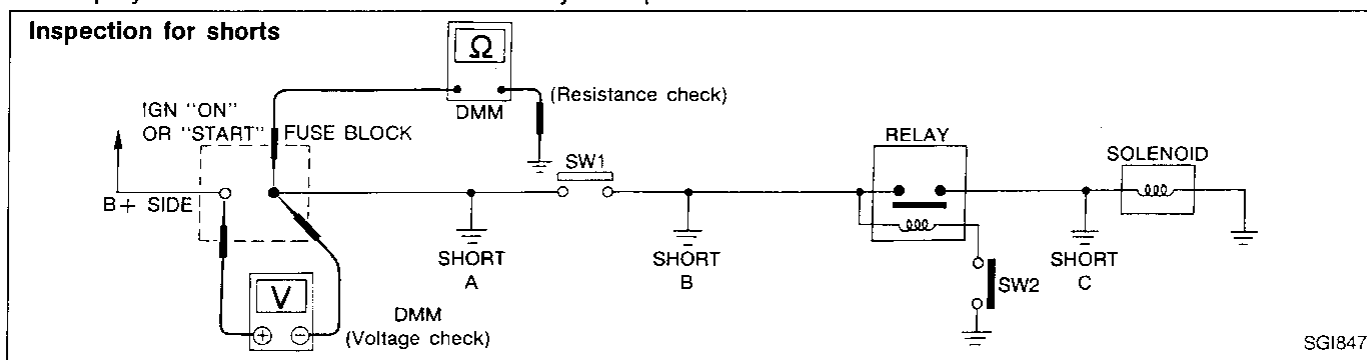 Inspection for shorts
Ω
(Resistance check)
DMM
IGN "ON"
OR "START"
FUSE BLOCK
SW1
RELAY
SOLENOID
B+ SIDE
SHORT
A
SHORT
B
SHORT
C
SW2
V
+ −
DMM
(Voltage check)
SGI847